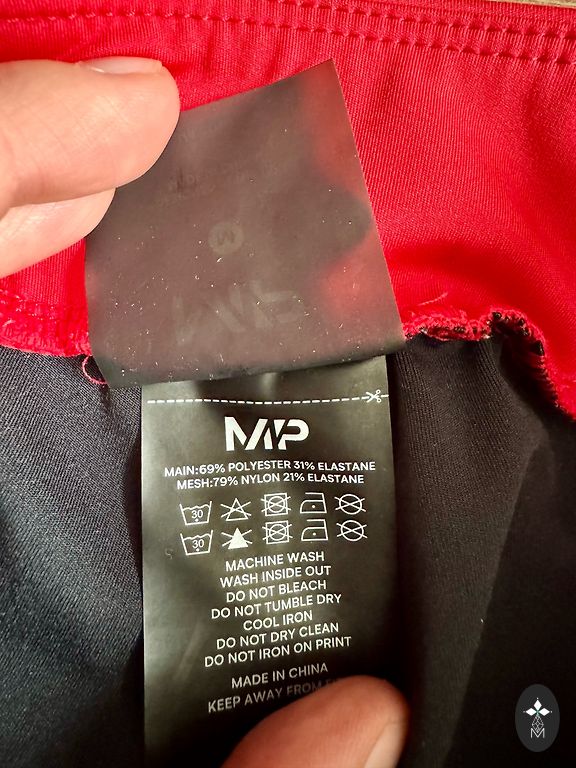 M
MP
MAIN:69% POLYESTER 31% ELASTANE
MESH:79% NYLON 21% ELASTANE
30
30
MACHINE WASH
WASH INSIDE OUT
DO NOT BLEACH
DO NOT TUMBLE DRY
COOL IRON
DO NOT DRY CLEAN
DO NOT IRON ON PRINT
MADE IN CHINA
KEEP AWAY FROM
M